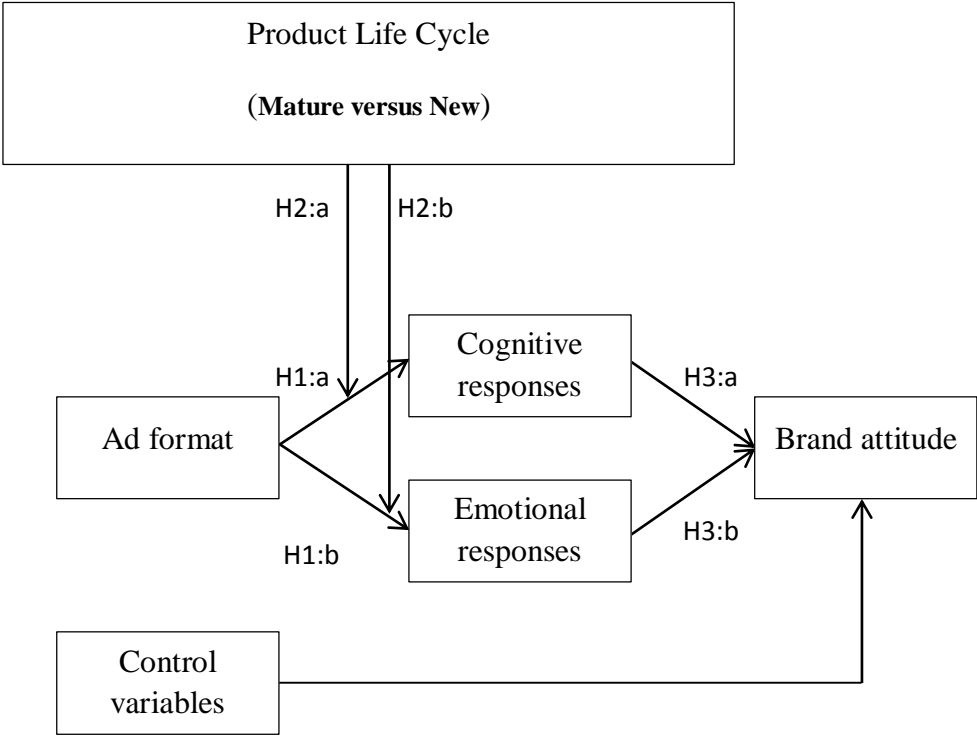 Product Life Cycle
(Mature versus New)
H2:a
H2:b
Cognitive
responses
H1:a
H3:a
Ad format
Brand attitude
Emotional
responses
H1:b
H3:b
Control
variables